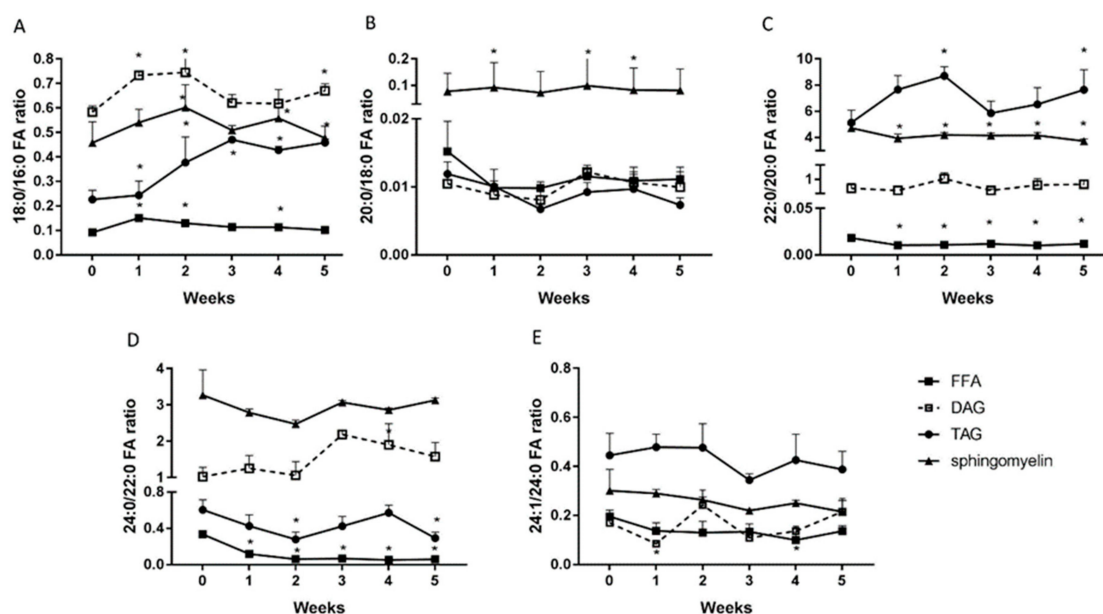 A
18:0/16:0 FA ratio
0.8
0.7
0.6
0.5
0.4
0.3
0.2
0.1
0.0
0 1 2 3 4 5
Weeks
B
20:0/18:0 FA ratio
0.2
0.1
0.02
0.01
0.00
0 1 2 3 4 5
Weeks
C
22:0/20:0 FA ratio
10
8
6
4
1
0.05
0.00
0 1 2 3 4 5
Weeks
D
24:0/22:0 FA ratio
4
3
2
1
0.8
0.4
0.0
0 1 2 3 4 5
Weeks
E
24:1/24:0 FA ratio
0.8
0.6
0.4
0.2
0.0
0 1 2 3 4 5
Weeks
FFA
DAG
TAG
sphingomyelin